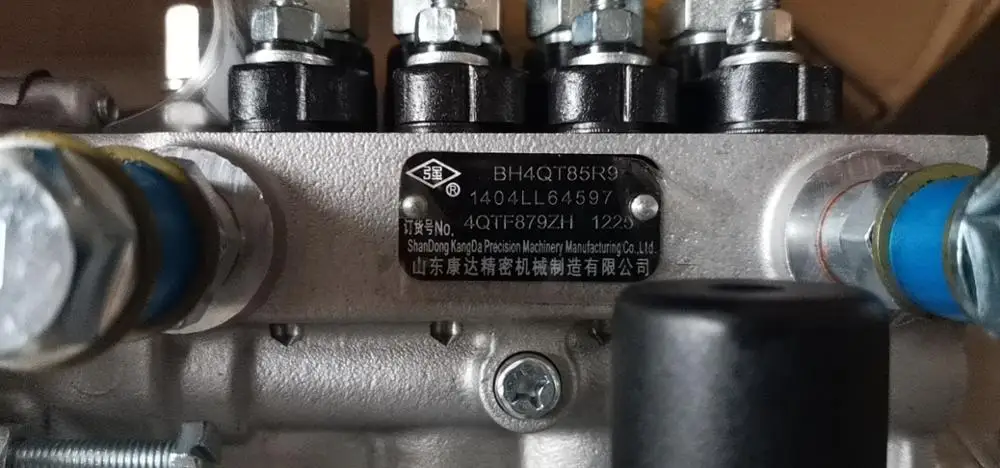 强 ®
BH4QT85R9
1404LL64597
订货号No. 4QTF879ZH 1225
ShanDong KangDa Precision Machinery Manufacturing Co., Ltd.
山东康达精密机械制造有限公司